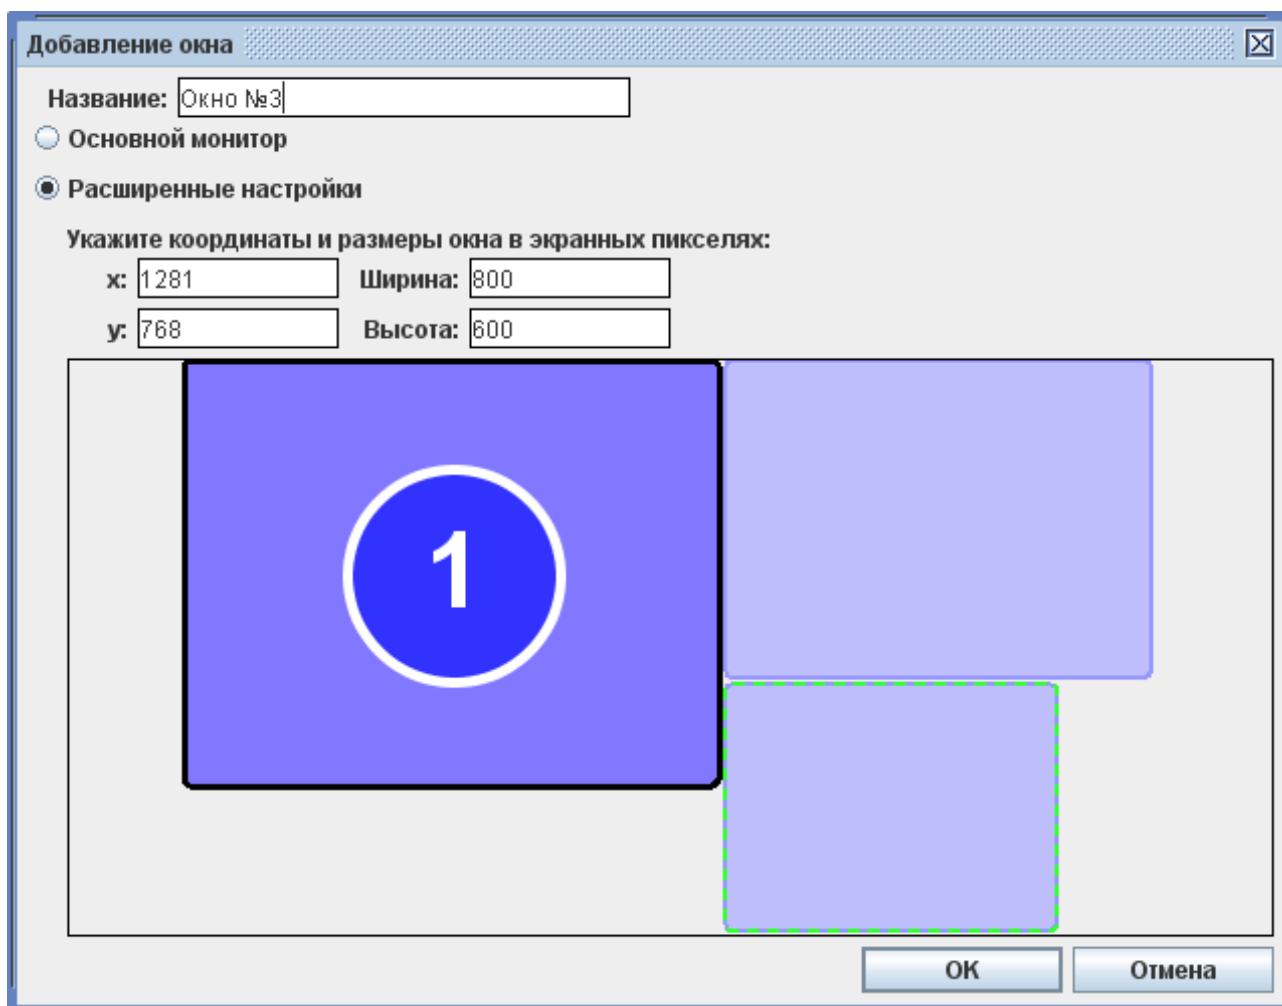 Добавление окна
Название: Окно №3
Основной монитор
Расширенные настройки
Укажите координаты и размеры окна в экранных пикселях:
x: 1281 Ширина: 800
y: 768 Высота: 600
1
OK Отмена